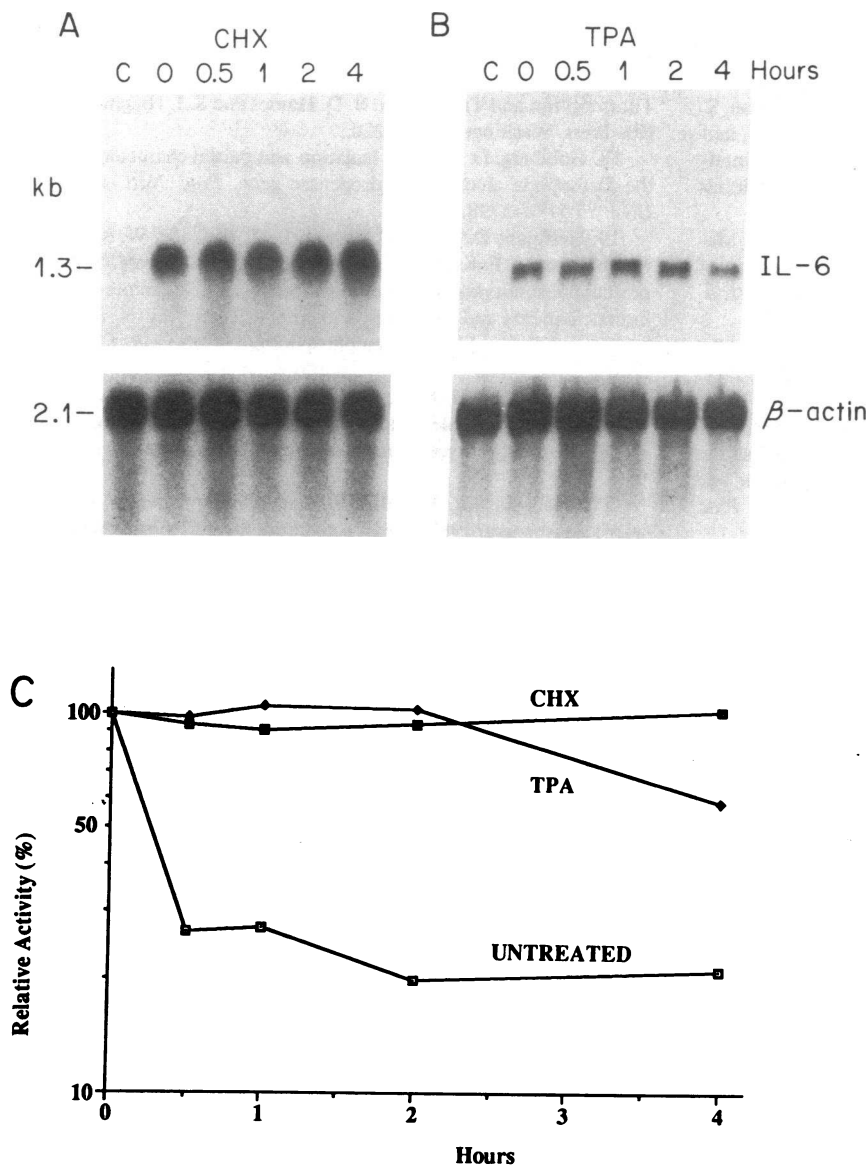 A
CHX
C 0 0.5 1 2 4
B
TPA
C 0 0.5 1 2 4 Hours
kb
1.3–
IL-6
2.1–
β-actin
C
100
50
10
Relative Activity (%)
CHX
TPA
UNTREATED
0 1 2 3 4
Hours